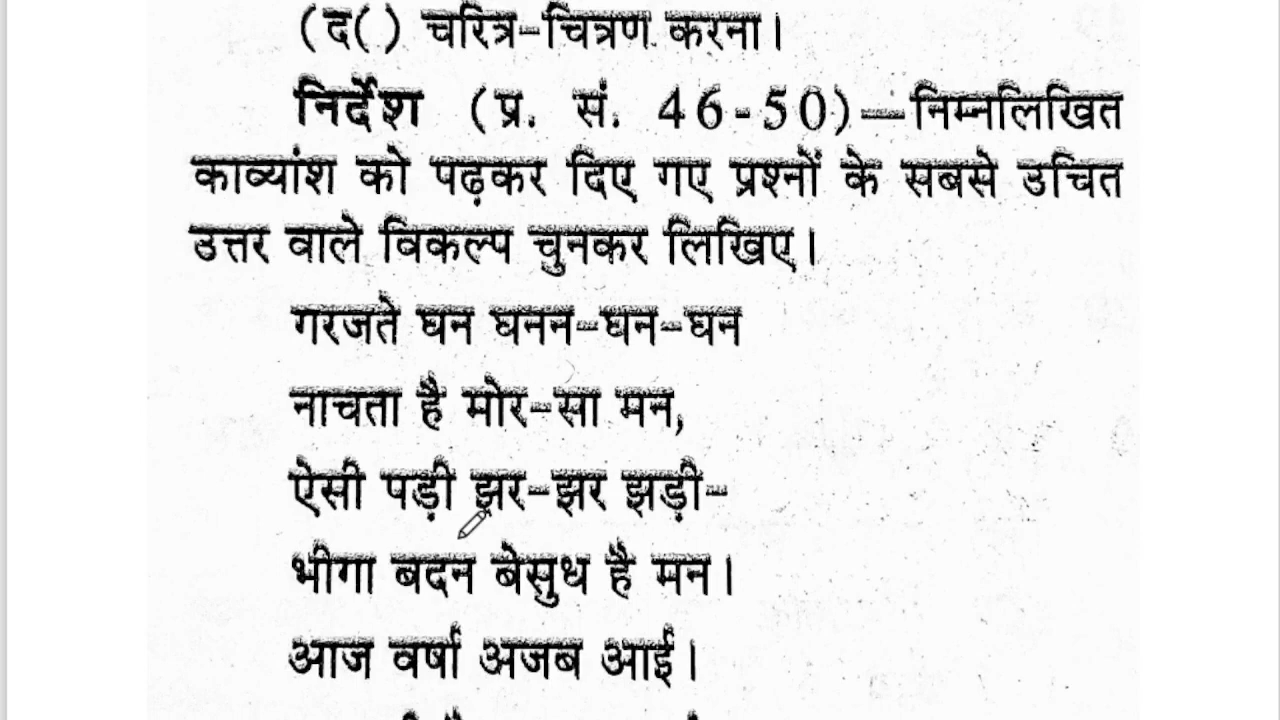 (द() चरित्र-चित्रण करना।
निर्देश (प्र. सं. 46-50)—निम्नलिखित
काव्यांश को पढ़कर दिए गए प्रश्नों के सबसे उचित
उत्तर वाले विकल्प चुनकर लिखिए।
गरजते घन घनन-घन-घन
नाचता है मोर-सा मन,
ऐसी पड़ी झर-झर झड़ी-
भीगा बदन बेसुध है मन।
आज वर्षा अजब आई।